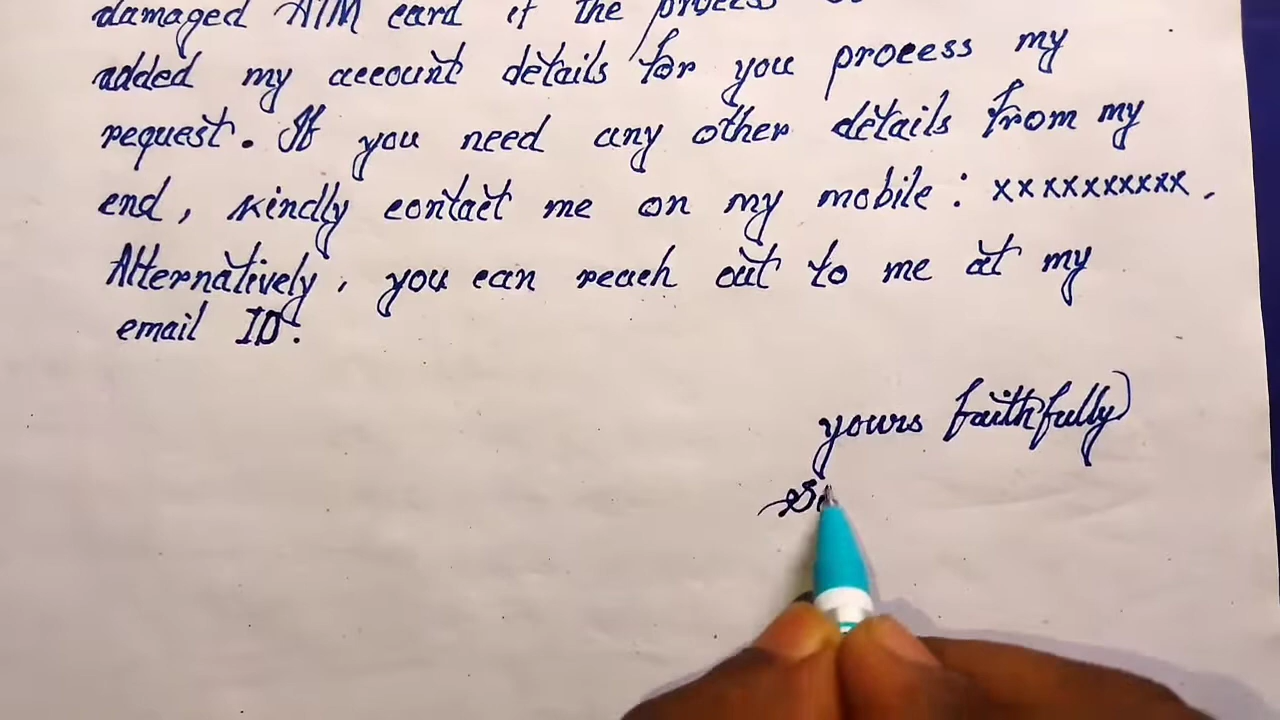 damaged ATM card if the process
added my account details for you process my
request. If you need any other details from my
end, kindly contact me on my mobile : xxxxxxxxxx.
Alternatively, you can reach out to me at my
email ID.
yours faithfully